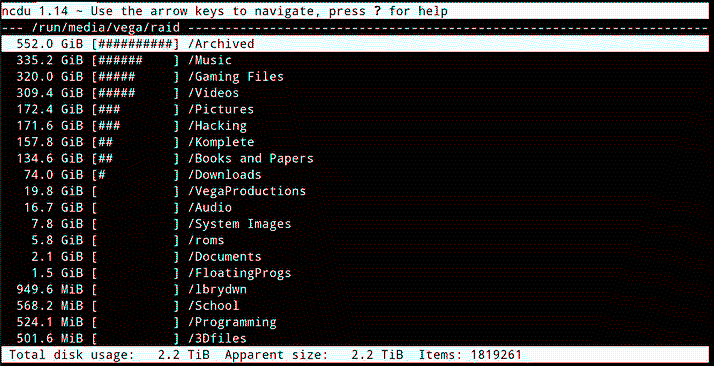 ncdu 1.14 ~ Use the arrow keys to navigate, press ? for help
--- /run/media/vega/raid ---------------------------------------------------------------------
552.0 GiB [##########] /Archived
335.2 GiB [###### ] /Music
320.0 GiB [##### ] /Gaming Files
309.4 GiB [##### ] /Videos
172.4 GiB [### ] /Pictures
171.6 GiB [### ] /Hacking
157.8 GiB [## ] /Komplete
134.6 GiB [## ] /Books and Papers
74.0 GiB [# ] /Downloads
19.8 GiB [ ] /VegaProductions
16.7 GiB [ ] /Audio
7.8 GiB [ ] /System Images
5.8 GiB [ ] /roms
2.1 GiB [ ] /Documents
1.5 GiB [ ] /FloatingProgs
949.6 MiB [ ] /lbrydwn
568.2 MiB [ ] /School
524.1 MiB [ ] /Programming
501.6 MiB [ ] /3Dfiles
Total disk usage: 2.2 TiB Apparent size: 2.2 TiB Items: 1819261